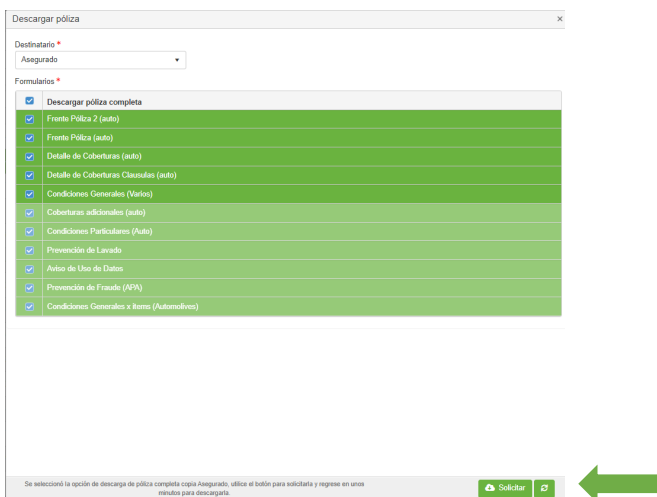 Descargar póliza ×
Destinatario *
Asegurado
Formularios *
Descargar póliza completa
Frente Póliza 2 (auto)
Frente Póliza (auto)
Detalle de Coberturas (auto)
Detalle de Coberturas Clausulas (auto)
Condiciones Generales (Varios)
Coberturas adicionales (auto)
Condiciones Particulares (Auto)
Prevención de Lavado
Aviso de Uso de Datos
Prevención de Fraude (APA)
Condiciones Generales x items (Automolives)
Se seleccionó la opción de descarga de póliza completa copia Asegurado, utilice el botón para solicitarla y regrese en unos
minutos para descargarla.
Solicitar